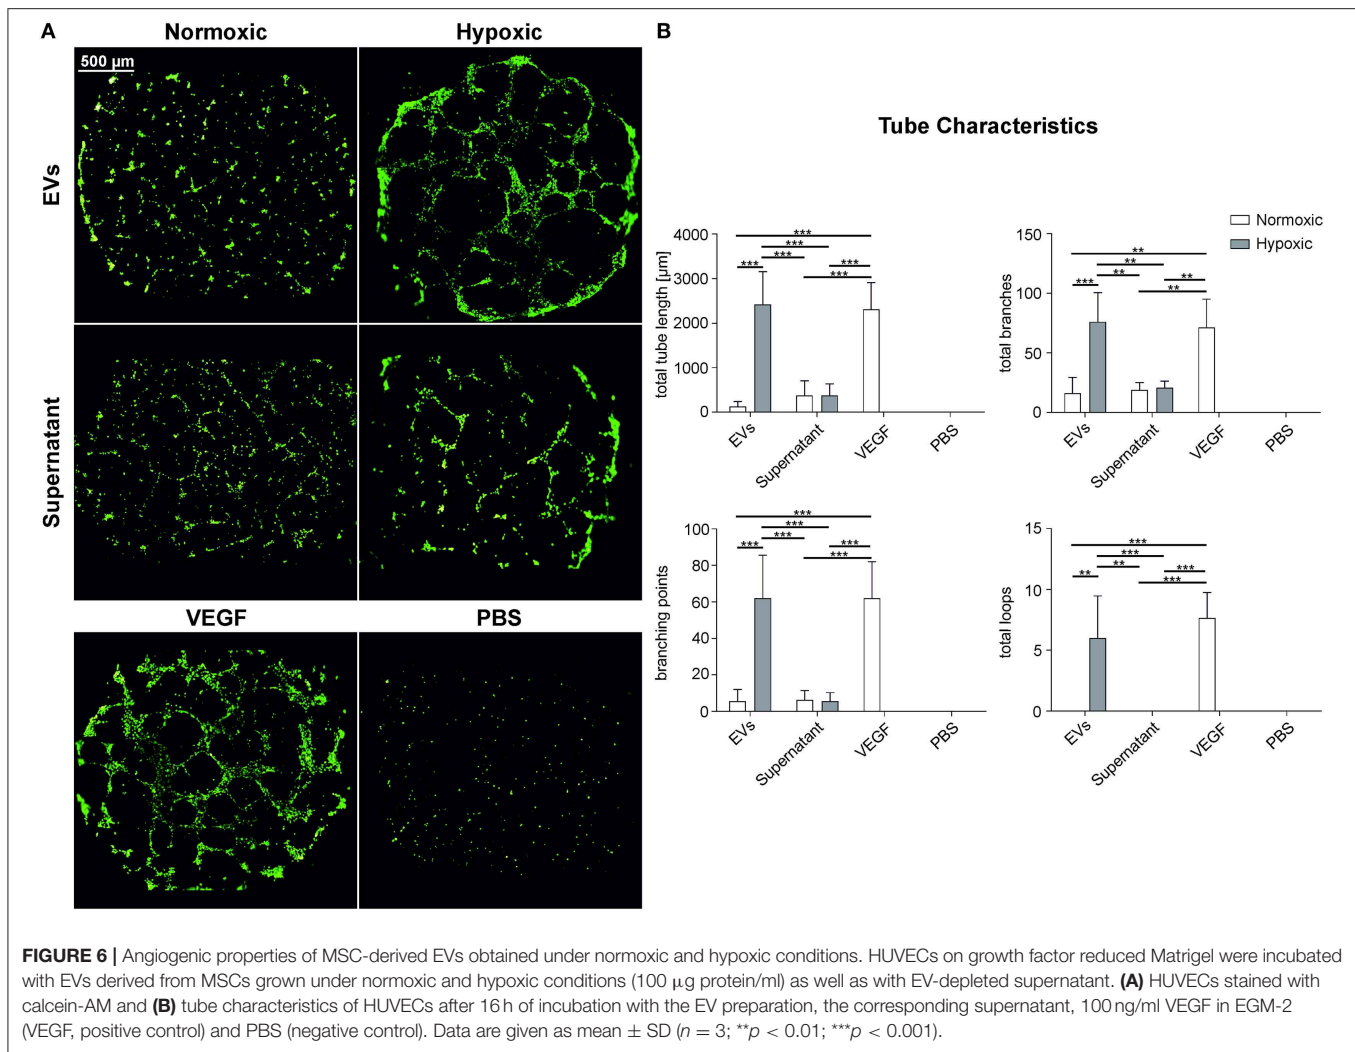 A
Normoxic
Hypoxic
500 µm
EVs
Supernatant
VEGF
PBS
B
Tube Characteristics
Normoxic
Hypoxic
total tube length [µm]
4000
3000
2000
1000
0
***
***
***
***
***
***
EVs
Supernatant
VEGF
PBS
total branches
150
100
50
0
**
**
**
**
***
**
EVs
Supernatant
VEGF
PBS
branching points
100
80
60
40
20
0
***
***
***
***
***
***
EVs
Supernatant
VEGF
PBS
total loops
15
10
5
0
***
***
**
***
**
***
EVs
Supernatant
VEGF
PBS
FIGURE 6 | Angiogenic properties of MSC-derived EVs obtained under normoxic and hypoxic conditions. HUVECs on growth factor reduced Matrigel were incubated
with EVs derived from MSCs grown under normoxic and hypoxic conditions (100 µg protein/ml) as well as with EV-depleted supernatant. (A) HUVECs stained with
calcein-AM and (B) tube characteristics of HUVECs after 16 h of incubation with the EV preparation, the corresponding supernatant, 100 ng/ml VEGF in EGM-2
(VEGF, positive control) and PBS (negative control). Data are given as mean ± SD (n = 3; **p < 0.01; ***p < 0.001).